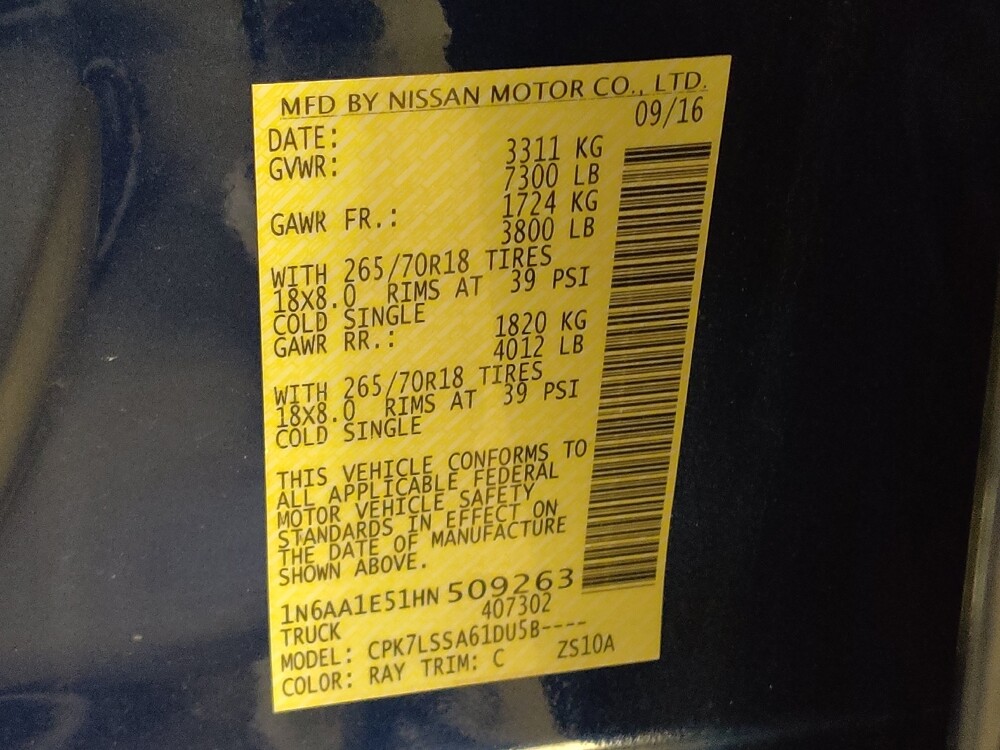 MFD BY NISSAN MOTOR CO., LTD.
DATE: 09/16
GVWR: 3311 KG
7300 LB
GAWR FR.: 1724 KG
3800 LB
WITH 265/70R18 TIRES
18X8.0 RIMS AT 39 PSI
COLD SINGLE
GAWR RR.: 1820 KG
4012 LB
WITH 265/70R18 TIRES
18X8.0 RIMS AT 39 PSI
COLD SINGLE
THIS VEHICLE CONFORMS TO
ALL APPLICABLE FEDERAL
MOTOR VEHICLE SAFETY
STANDARDS IN EFFECT ON
THE DATE OF MANUFACTURE
SHOWN ABOVE.
1N6AA1E51HN 509263
TRUCK 407302
MODEL: CPK7LSSA61DU5B----
COLOR: RAY TRIM: C ZS10A